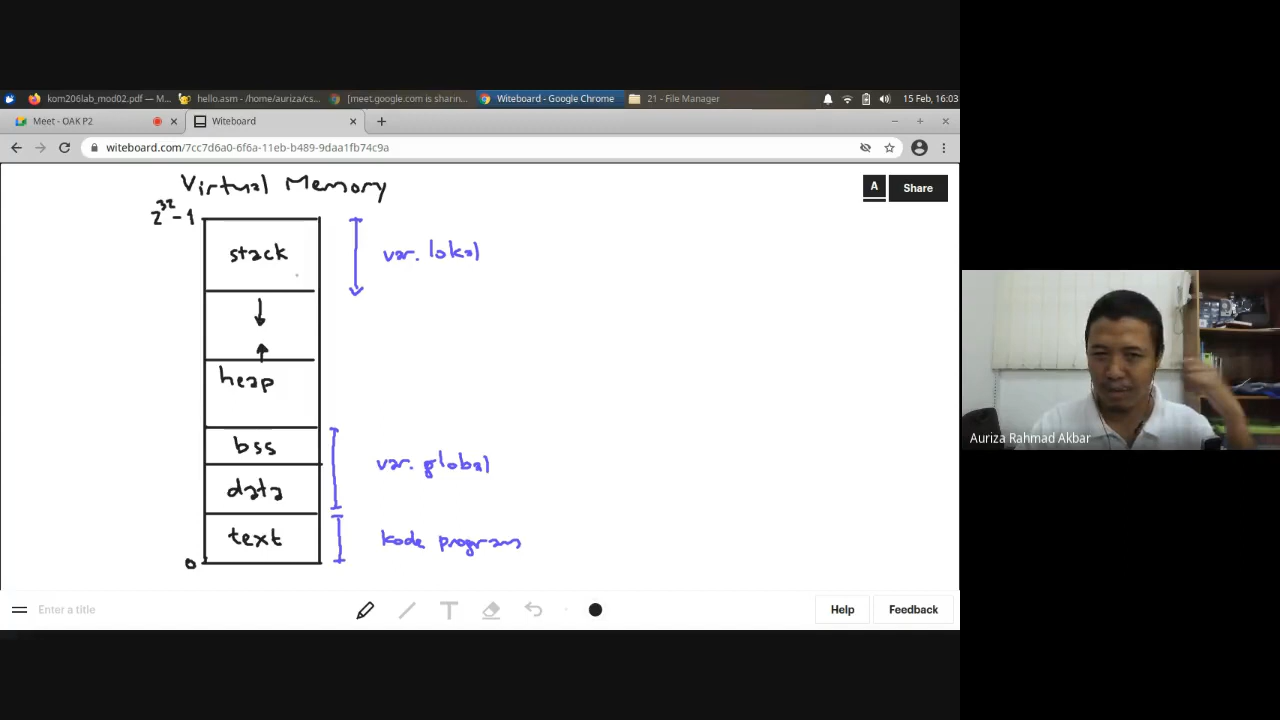 kom206lab_mod02.pdf — M...
hello.asm - /home/auriza/cs...
[meet.google.com is sharin...
Witeboard - Google Chrome
21 - File Manager
15 Feb, 16:03
Meet - OAK P2
Witeboard
witeboard.com/7cc7d6a0-6f6a-11eb-b489-9daa1fb74c9a
Virtual Memory
A
Share
2³²-1
stack
var. lokal
heap
bss
var. global
data
text
kode program
0
Auriza Rahmad Akbar
Enter a title
T
Help
Feedback